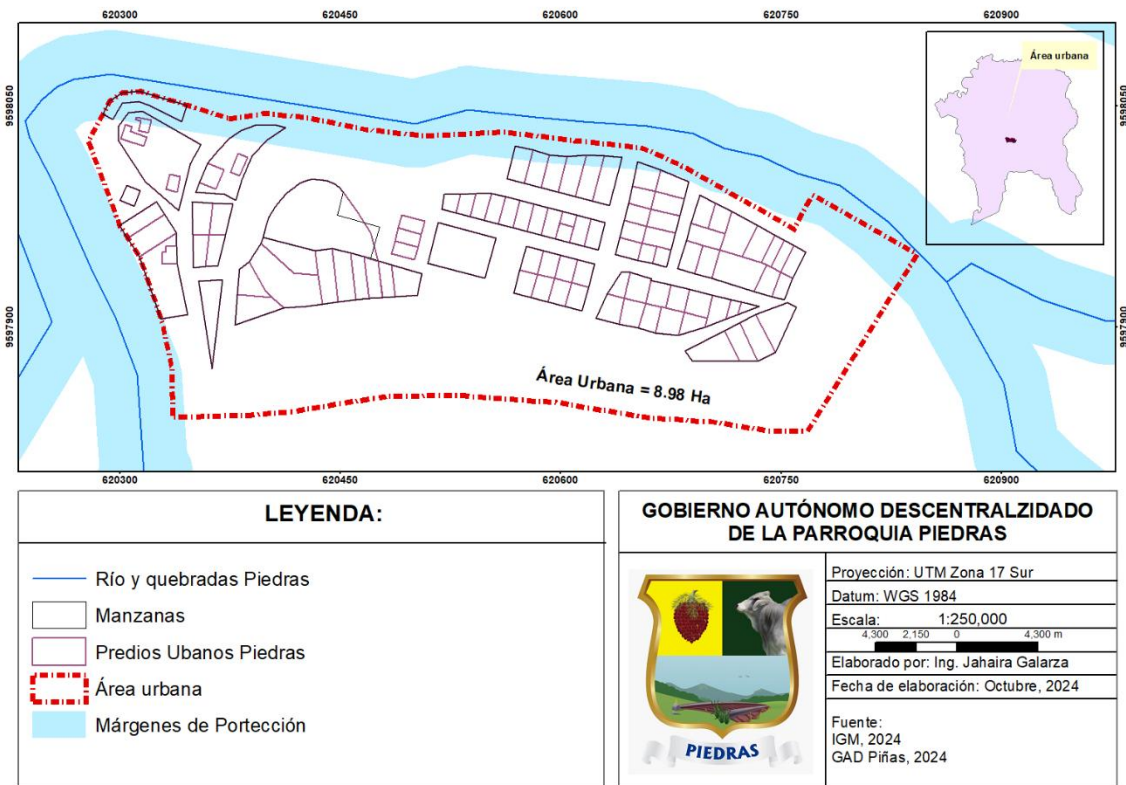 620300 620450 620600 620750 620900
Área urbana
9598050 9598050
9597900 9597900
Área Urbana = 8.98 Ha
620300 620450 620600 620750 620900
LEYENDA:
Río y quebradas Piedras
Manzanas
Predios Ubanos Piedras
Área urbana
Márgenes de Portección
GOBIERNO AUTÓNOMO DESCENTRALZIDADO
DE LA PARROQUIA PIEDRAS
PIEDRAS
Proyección: UTM Zona 17 Sur
Datum: WGS 1984
Escala: 1:250,000
4,300 2,150 0 4,300 m
Elaborado por: Ing. Jahaira Galarza
Fecha de elaboración: Octubre, 2024
Fuente:
IGM, 2024
GAD Piñas, 2024